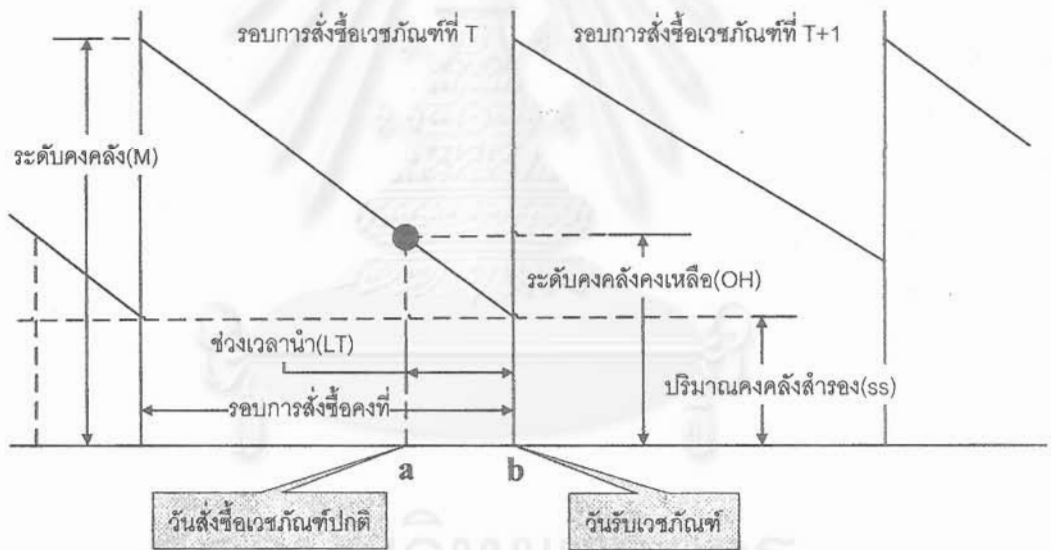 รอบการสั่งซื้อเวชภัณฑ์ที่ T
รอบการสั่งซื้อเวชภัณฑ์ที่ T+1
ระดับคงคลัง(M)
ระดับคงคลังคงเหลือ(OH)
ช่วงเวลานำ(LT)
ปริมาณคงคลังสำรอง(ss)
รอบการสั่งซื้อคงที่
a
b
วันสั่งซื้อเวชภัณฑ์ปกติ
วันรับเวชภัณฑ์